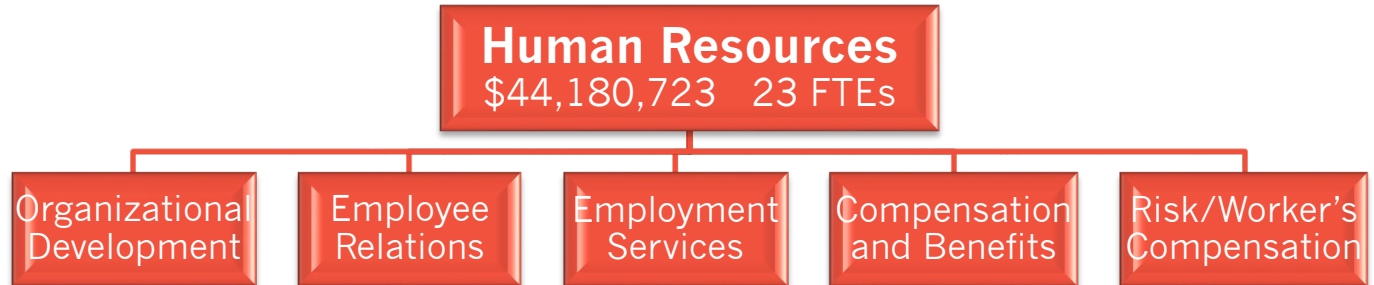 Human Resources
$44,180,723 23 FTEs
Organizational
Development
Employee
Relations
Employment
Services
Compensation
and Benefits
Risk/Worker’s
Compensation